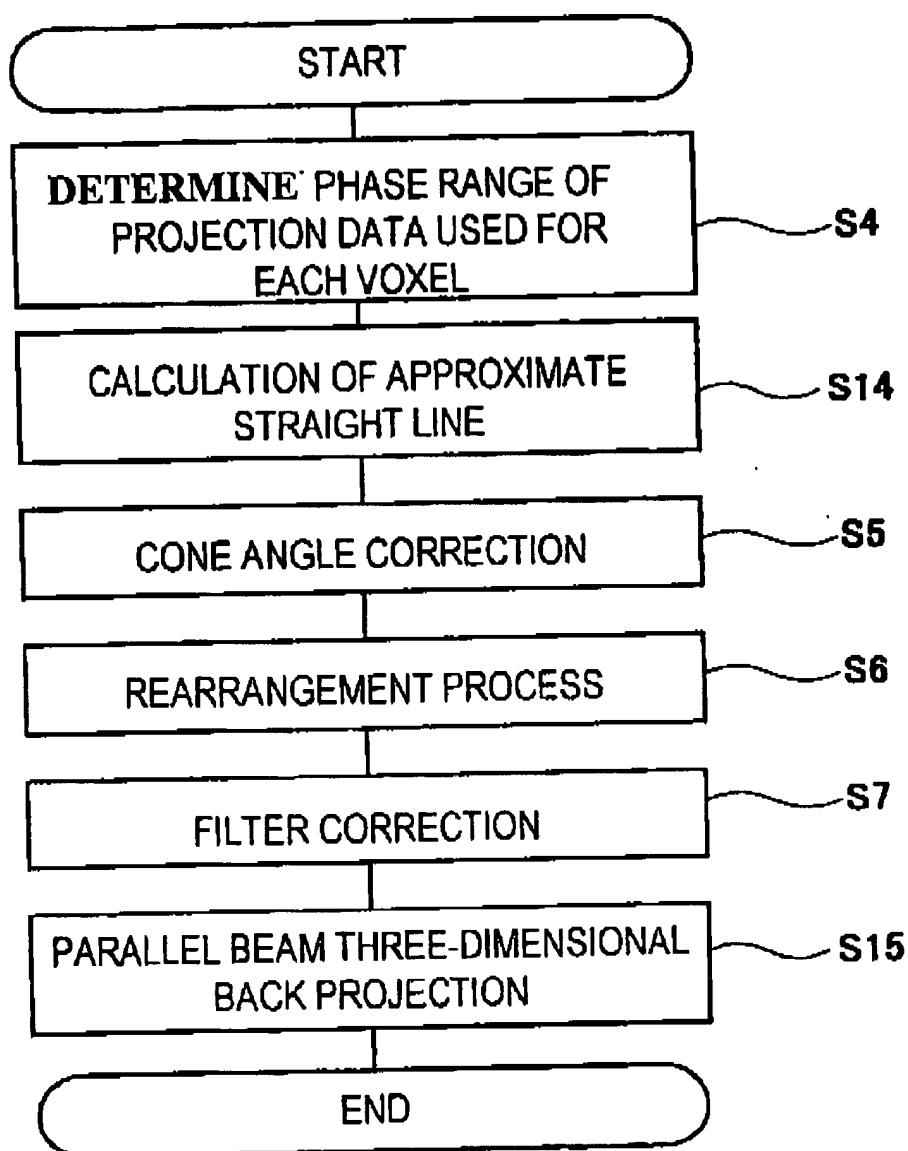 START
DETERMINE PHASE RANGE OF
PROJECTION DATA USED FOR
EACH VOXEL
S4
CALCULATION OF APPROXIMATE
STRAIGHT LINE
S14
CONE ANGLE CORRECTION
S5
REARRANGEMENT PROCESS
S6
FILTER CORRECTION
S7
PARALLEL BEAM THREE-DIMENSIONAL
BACK PROJECTION
S15
END